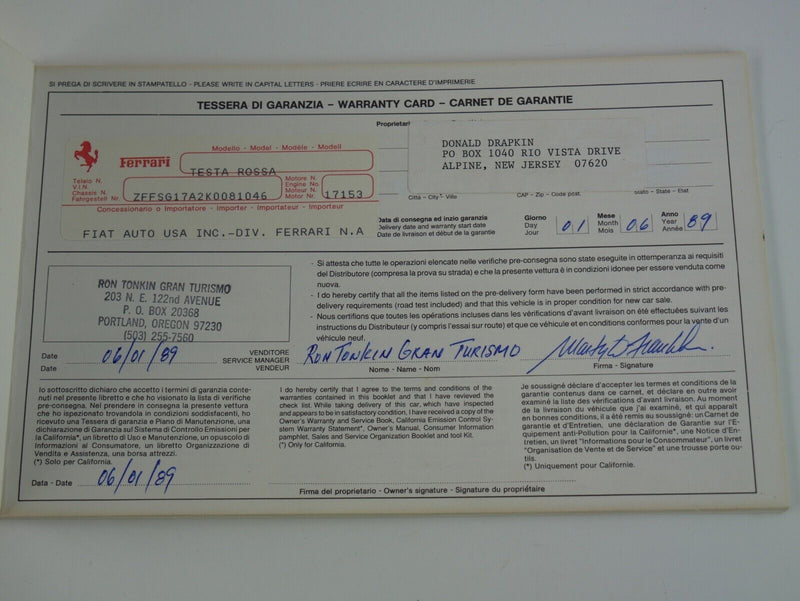 SI PREGA DI SCRIVERE IN STAMPATELLO - PLEASE WRITE IN CAPITAL LETTERS - PRIERE ECRIRE EN CARACTERE D'IMPRIMERIE
TESSERA DI GARANZIA – WARRANTY CARD – CARNET DE GARANTIE
Proprietar
DONALD DRAPKIN
PO BOX 1040 RIO VISTA DRIVE
ALPINE, NEW JERSEY 07620
Città - City - Ville
CAP - Zip - Code post.
Stato - State - Etat
Ferrari
Modello - Model - Modèle - Modell
TESTA ROSSA
Telaio N.
V.I.N.
Chassis N.
Fahrgestell Nr
ZFFSG17A2K0081046
Motore N.
Engine No.
Moteur N.
Motor Nr.
17153
Concessionario o Importatore - Importer - Importateur - Importeur
FIAT AUTO USA INC.-DIV. FERRARI N.A
Data di consegna ed inzio garanzia
Delivery date and warranty start date
Date de livraison et début de la garantie
Giorno
Day
Jour
01
Mese
Month
Mois
06
Anno
Year
Année
89
RON TONKIN GRAN TURISMO
203 N. E. 122nd AVENUE
P. O. BOX 20368
PORTLAND, OREGON 97230
(503) 255-7560
- Si attesta che tutte le operazioni elencate nelle verifiche pre-consegna sono state eseguite in ottemperanza ai requisiti
del Distributore (compresa la prova su strada) e che la presente vettura è in condizioni idonee per essere venduta come
nuova.
- I do hereby certify that all the items listed on the pre-delivery form have been performed in strict accordance with pre-
delivery requirements (road test included) and that this vehicle is in proper condition for new car sale.
- Nous certifions que toutes les opérations incluses dans les vérifications d'avant livraison on été effectuées suivant les
instructions du Distributeur (y compris l'essai sur route) et que ce véhicule et en conditions conformes pour la vente d'un
véhicule neuf.
Date
Date
06/01/89
VENDITORE
SERVICE MANAGER
VENDEUR
RON TONKIN GRAN TURISMO
Nome - Name - Nom
Firma - Signature
Io sottoscritto dichiaro che accetto i termini di garanzia conte-
nuti nel presente libretto e che ho visionato la lista di verifiche
pre-consegna. Nel prendere in consegna la presente vettura
che ho ispezionato trovandola in condizioni soddisfacenti, ho
ricevuto una Tessera di garanzia e Piano di Manutenzione, una
dichiarazione di Garanzia sul Sistema di Controllo Emissioni per
la California*, un libretto di Uso e Manutenzione, un opuscolo di
Informazioni al Consumatore, un libretto Organizzazione di
Vendita e Assistenza, una borsa attrezzi.
(*) Solo per California.
I do hereby certify that I agree to the terms and conditions of the
warranties contained in this booklet and that I have reviewed the
check list. While taking delivery of this car, which have inspected
and appears to be in satisfactory condition, I have received a copy of the
Owner's Warranty and Service Book, California Emission Control Sy-
stem Warranty Statement*, Owner's Manual, Consumer Information
pamphlet, Sales and Service Organization Booklet and tool Kit.
(*) Only for California.
Je soussigné déclare d'accepter les termes et conditions de la
garantie contenus dans ce carnet, et déclare en outre avoir
examiné la liste des vérifications d'avant livraison. Au moment
de la livraison du véhicule que j'ai examiné, et qui apparaît
en bonnes conditions, il a été remis au soussigné: un Carnet de
garantie et d'Entretien, une déclaration de Garantie sur l'E-
quipement anti-Pollution pour la Californie*, une Notice d'En-
tretien, un livret "Informations pour le Consommateur", un livret
"Organisation de Vente et de Service" et une trousse porte ou-
tils.
(*) Uniquement pour Californie.
Data - Date
06/01/89
Firma del proprietario - Owner's signature - Signature du propriétaire